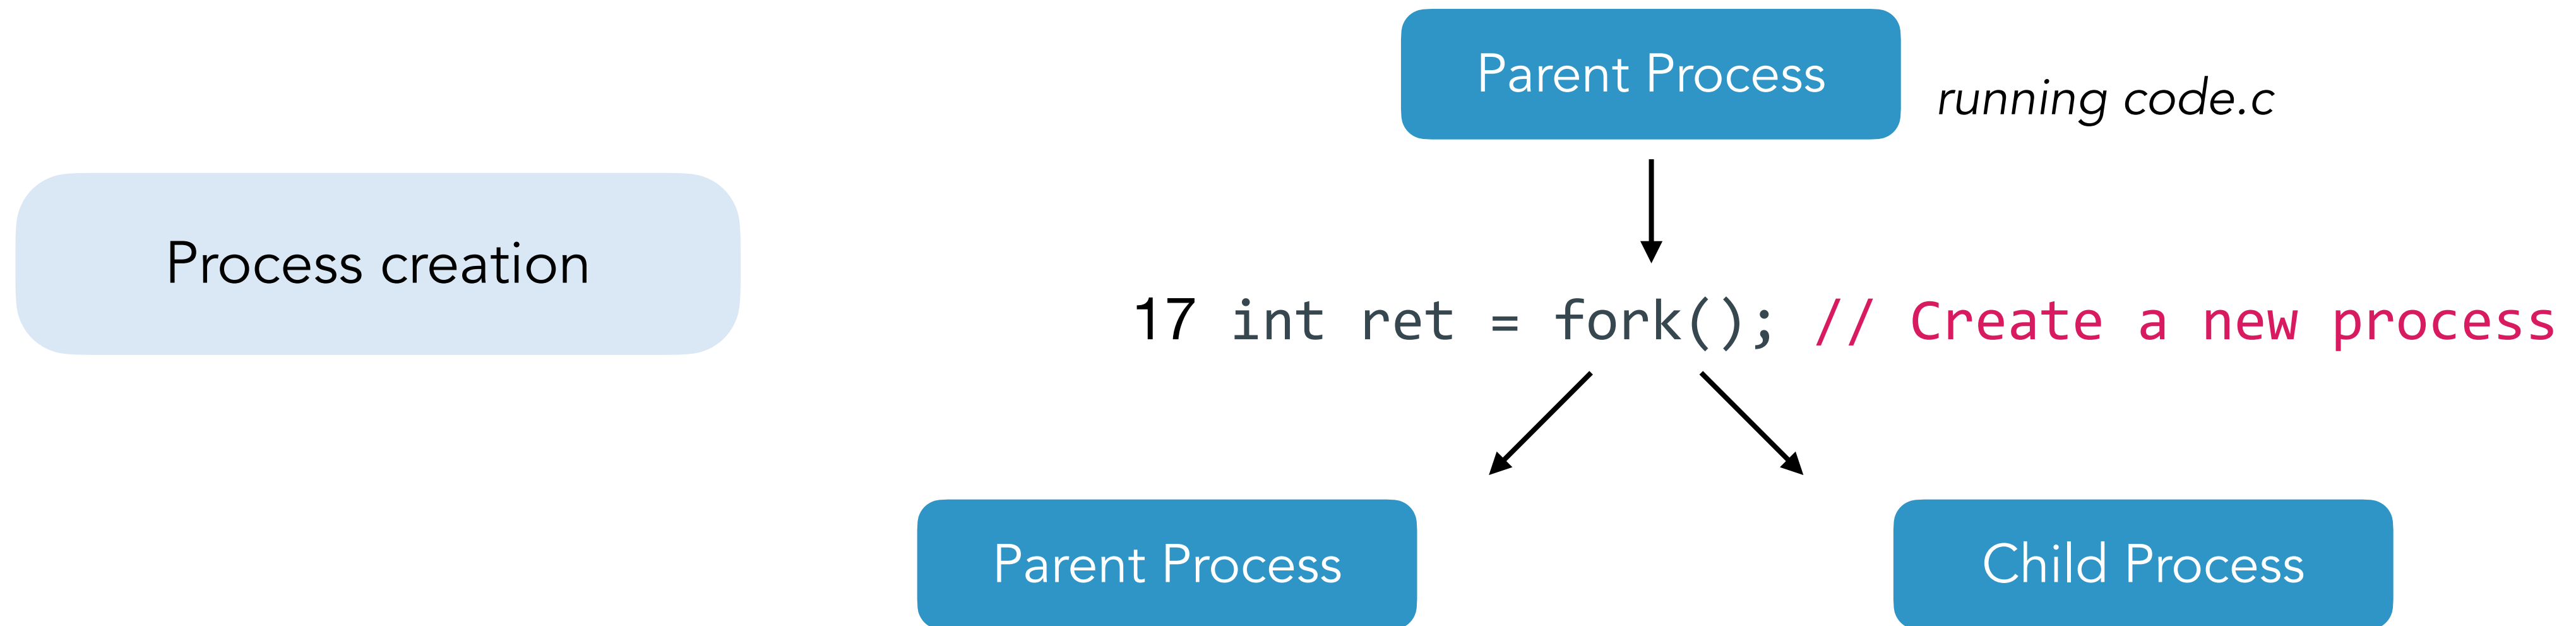 Parent Process
running code.c
Process creation
17 int ret = fork(); // Create a new process
Parent Process
Child Process